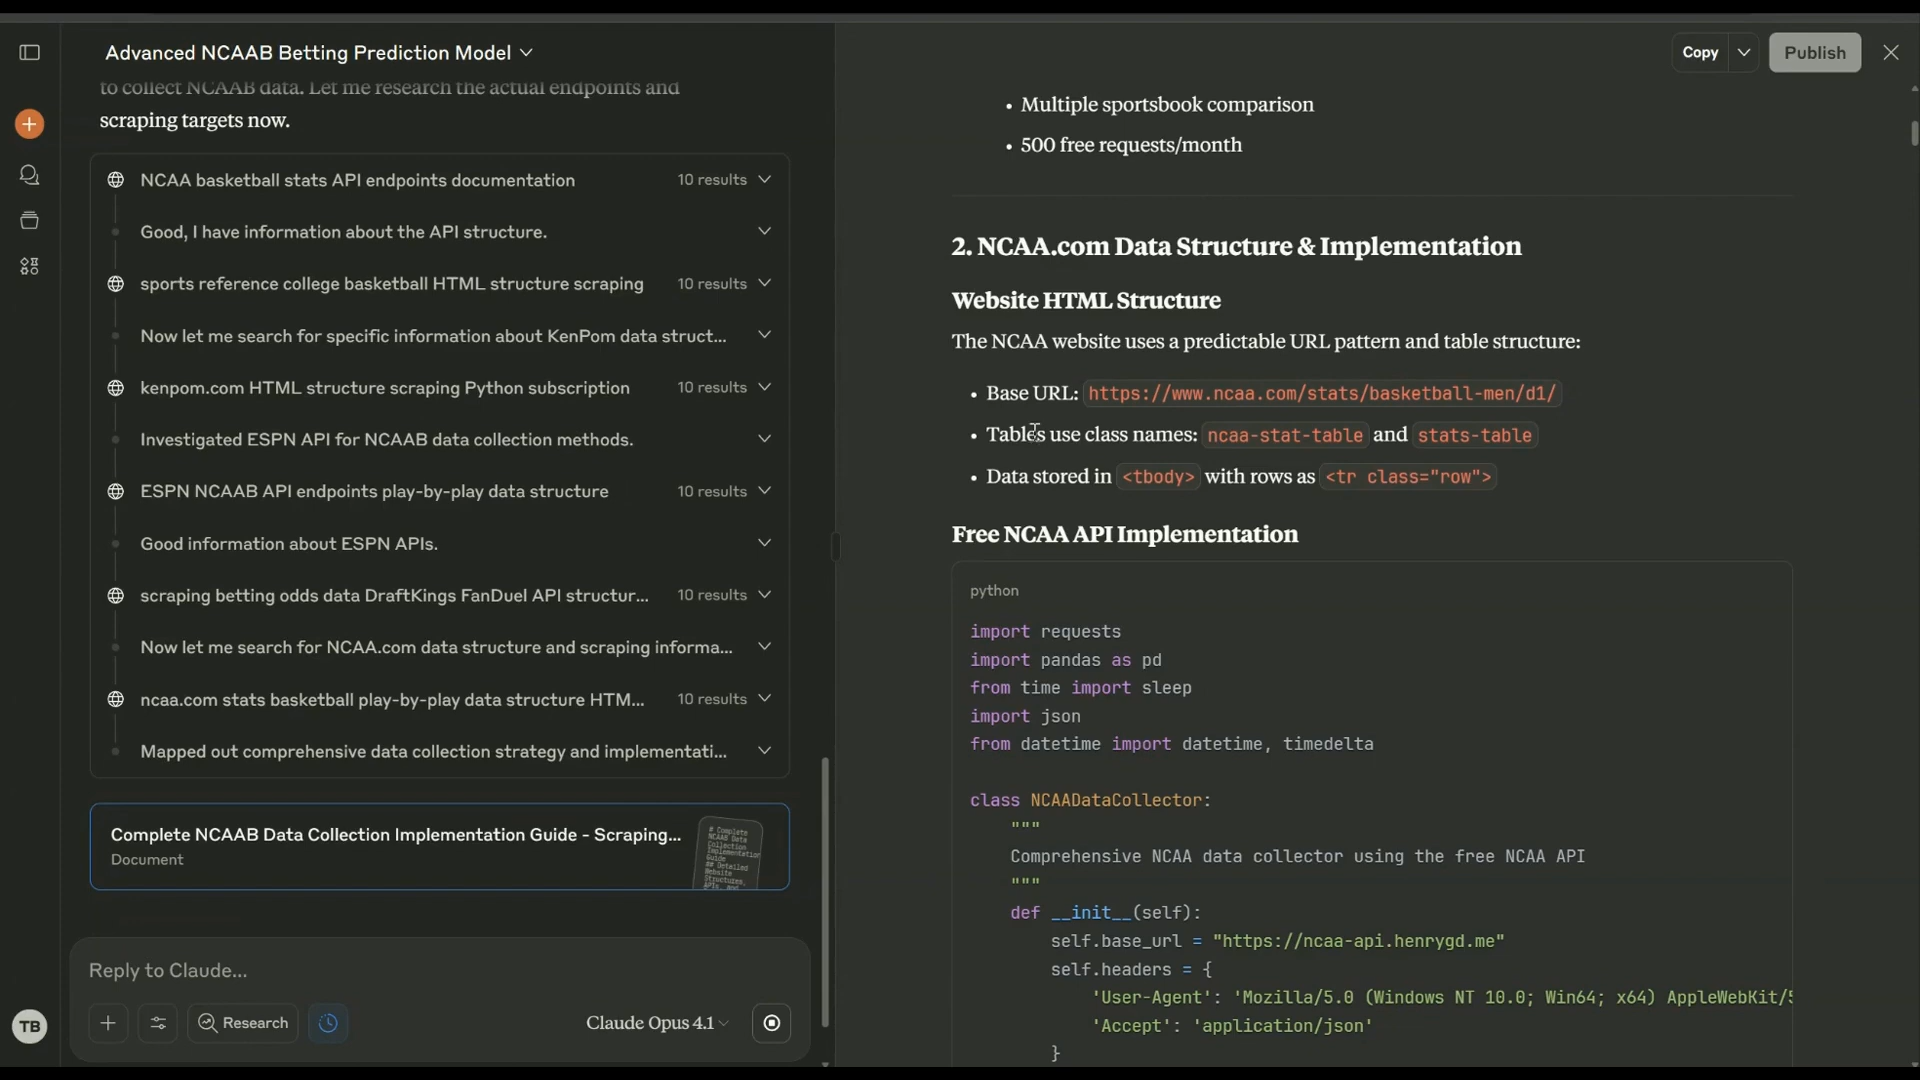 Advanced NCAAB Betting Prediction Model
to collect NCAAB data. Let me research the actual endpoints and
scraping targets now.
NCAA basketball stats API endpoints documentation 10 results
Good, I have information about the API structure.
sports reference college basketball HTML structure scraping 10 results
Now let me search for specific information about KenPom data struct...
kenpom.com HTML structure scraping Python subscription 10 results
Investigated ESPN API for NCAAB data collection methods.
ESPN NCAAB API endpoints play-by-play data structure 10 results
Good information about ESPN APIs.
scraping betting odds data DraftKings FanDuel API structur... 10 results
Now let me search for NCAA.com data structure and scraping informa...
ncaa.com stats basketball play-by-play data structure HTM... 10 results
Mapped out comprehensive data collection strategy and implementati...
Complete NCAAB Data Collection Implementation Guide - Scraping...
Document
# Complete
NCAAB Data
Collection
Implementation
Guide
## Detailed
Website
Structures,
APIs, and
Reply to Claude...
Research
Claude Opus 4.1
TB
Copy
Publish
• Multiple sportsbook comparison
• 500 free requests/month
2. NCAA.com Data Structure & Implementation
Website HTML Structure
The NCAA website uses a predictable URL pattern and table structure:
• Base URL: https://www.ncaa.com/stats/basketball-men/d1/
• Tables use class names: ncaa-stat-table and stats-table
• Data stored in <tbody> with rows as <tr class="row">
Free NCAA API Implementation
python
import requests
import pandas as pd
from time import sleep
import json
from datetime import datetime, timedelta
class NCAADataCollector:
"""
Comprehensive NCAA data collector using the free NCAA API
"""
def __init__(self):
self.base_url = "https://ncaa-api.henrygd.me"
self.headers = {
'User-Agent': 'Mozilla/5.0 (Windows NT 10.0; Win64; x64) AppleWebKit/5
'Accept': 'application/json'
}